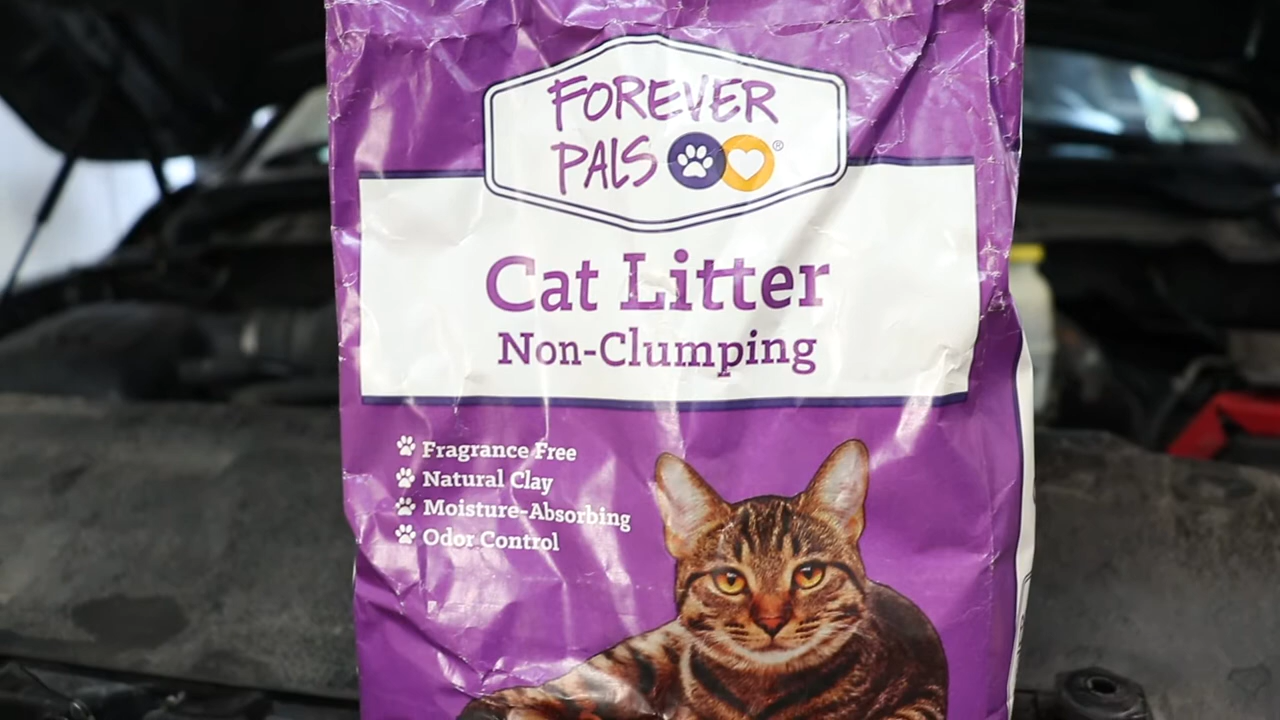 FOREVER
PALS ®
Cat Litter
Non-Clumping
Fragrance Free
Natural Clay
Moisture-Absorbing
Odor Control